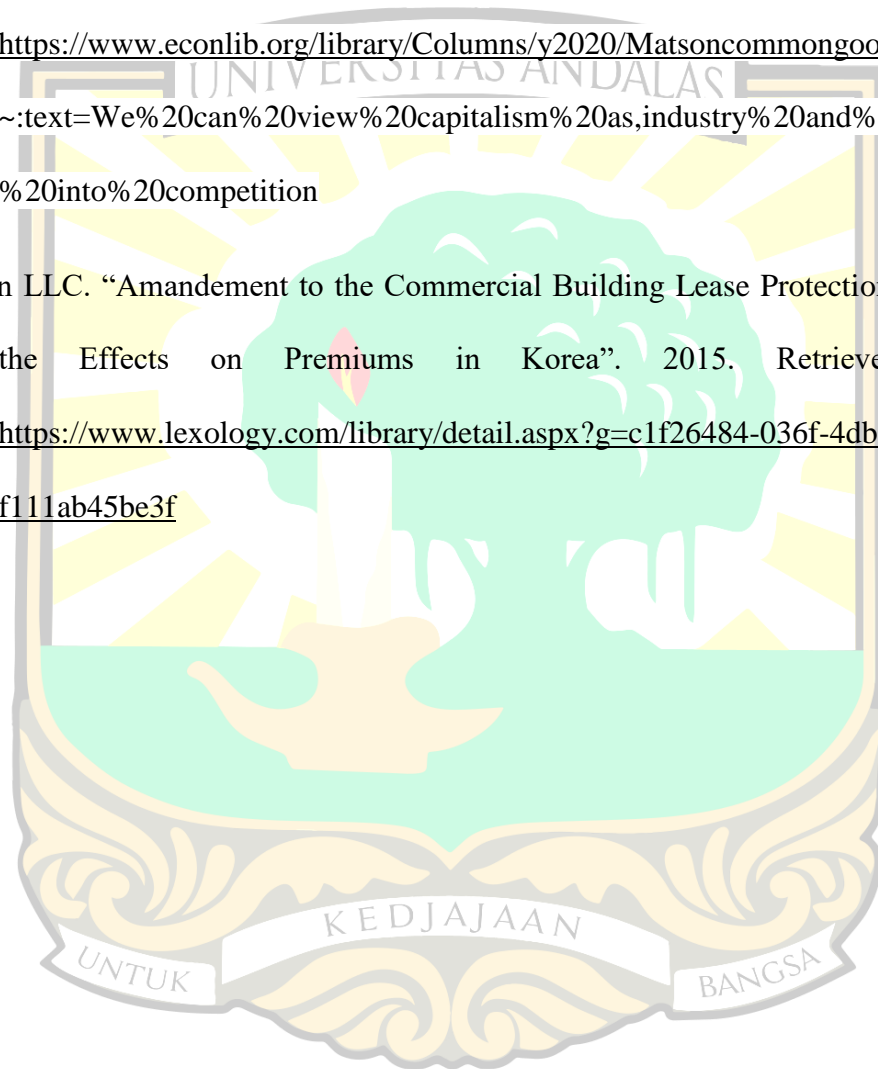 https://www.econlib.org/library/Columns/y2020/Matsoncommongoo
UNIVERSITAS ANDALAS
~:text=We%20can%20view%20capitalism%20as,industry%20and%
%20into%20competition
n LLC. “Amandement to the Commercial Building Lease Protection
the Effects on Premiums in Korea”. 2015. Retrieve
https://www.lexology.com/library/detail.aspx?g=c1f26484-036f-4db
f111ab45be3f
KEDJAJAAN
UNTUK
BANGSA